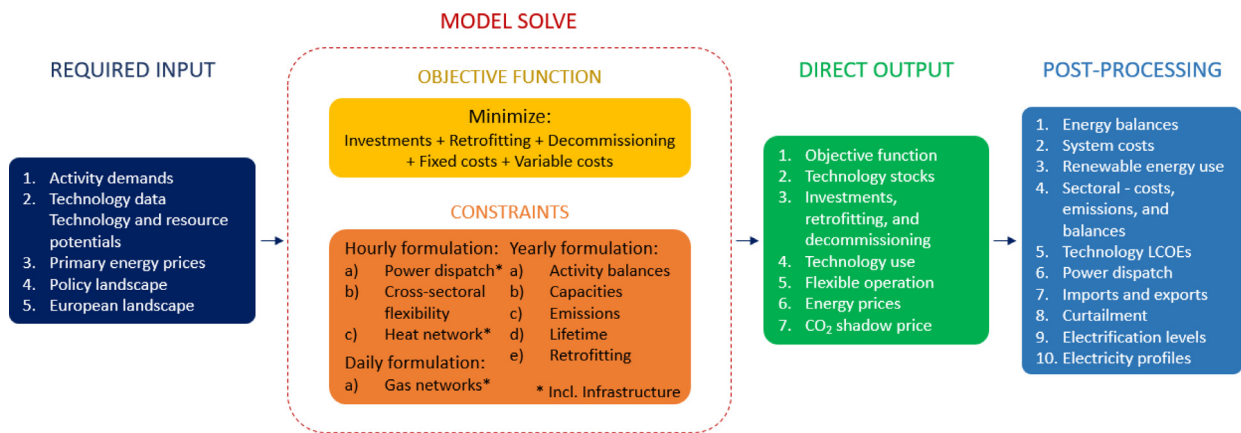 MODEL SOLVE
REQUIRED INPUT
1. Activity demands
2. Technology data
Technology and resource
potentials
3. Primary energy prices
4. Policy landscape
5. European landscape
OBJECTIVE FUNCTION
Minimize:
Investments + Retrofitting + Decommissioning
+ Fixed costs + Variable costs
CONSTRAINTS
Hourly formulation:
a) Power dispatch*
b) Cross-sectoral
flexibility
c) Heat network*
Daily formulation:
a) Gas networks*
Yearly formulation:
a) Activity balances
b) Capacities
c) Emissions
d) Lifetime
e) Retrofitting
* Incl. Infrastructure
DIRECT OUTPUT
1. Objective function
2. Technology stocks
3. Investments,
retrofitting, and
decommissioning
4. Technology use
5. Flexible operation
6. Energy prices
7. CO₂ shadow price
POST-PROCESSING
1. Energy balances
2. System costs
3. Renewable energy use
4. Sectoral - costs,
emissions, and
balances
5. Technology LCOEs
6. Power dispatch
7. Imports and exports
8. Curtailment
9. Electrification levels
10. Electricity profiles